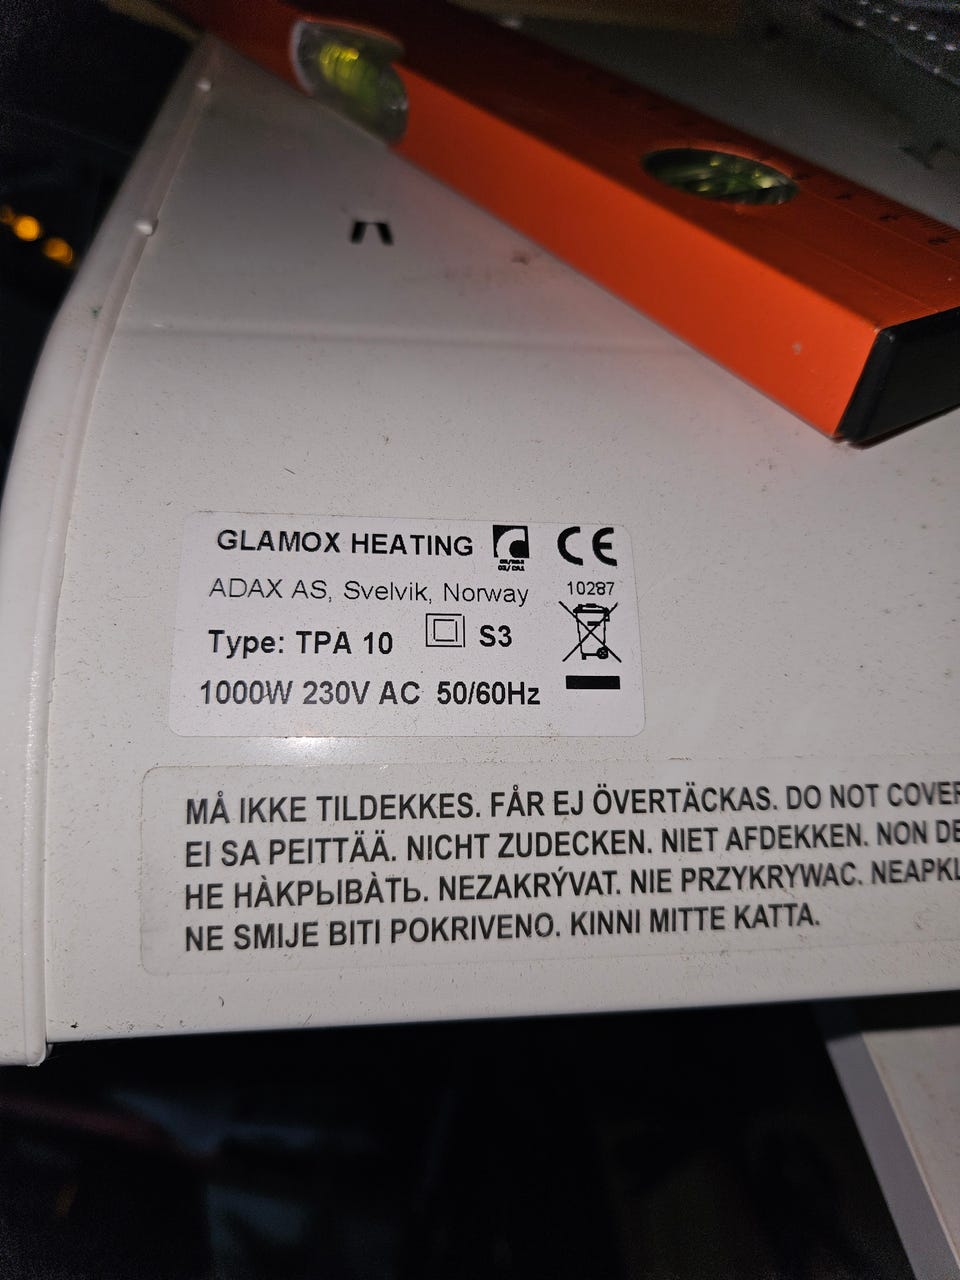 GLAMOX HEATING CE
ADAX AS, Svelvik, Norway 10287
Type: TPA 10 S3
1000W 230V AC 50/60Hz
MÅ IKKE TILDEKKES. FÅR EJ ÖVERTÄCKAS. DO NOT COVER
EI SA PEITTÄÄ. NICHT ZUDECKEN. NIET AFDEKKEN. NON
HE HÀKPЬIBÀTЬ. NEZAKRÝVAT. NIE PRZYKRYWAC.
NE SMIJE BITI POKRIVENO. KINNI MITTE KATTA.